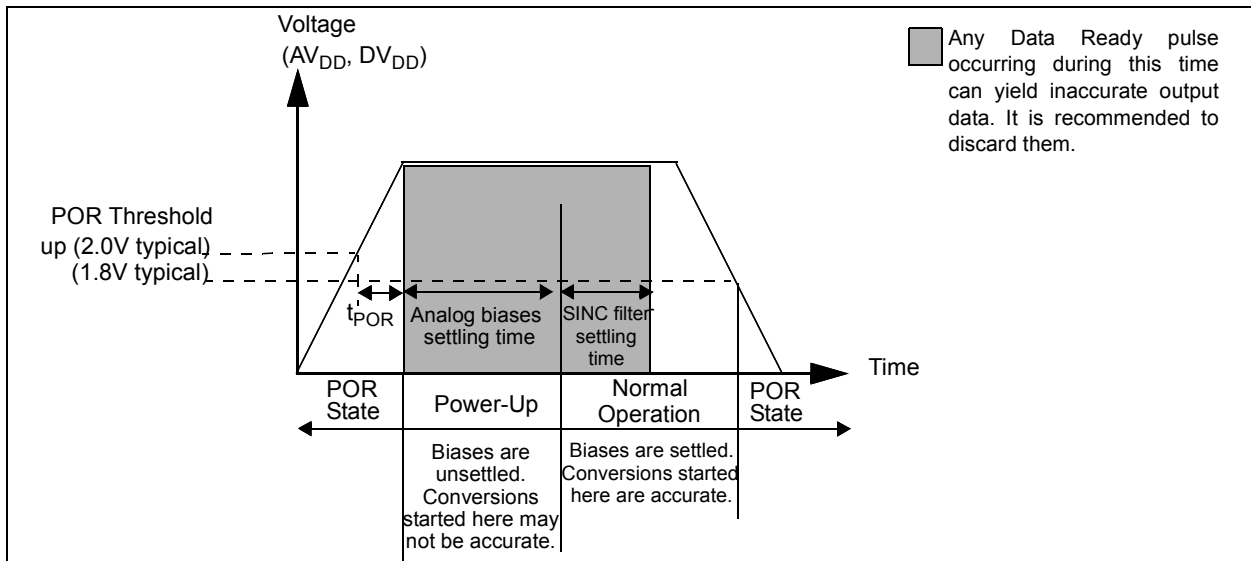 Voltage
(AVDD, DVDD)
Any Data Ready pulse
occurring during this time
can yield inaccurate output
data. It is recommended to
discard them.
POR Threshold
up (2.0V typical)
(1.8V typical)
tPOR
Analog biases
settling time
SINC filter
settling
time
Time
POR
State
Power-Up
Normal
Operation
POR
State
Biases are
unsettled.
Conversions
started here may
not be accurate.
Biases are settled.
Conversions started
here are accurate.